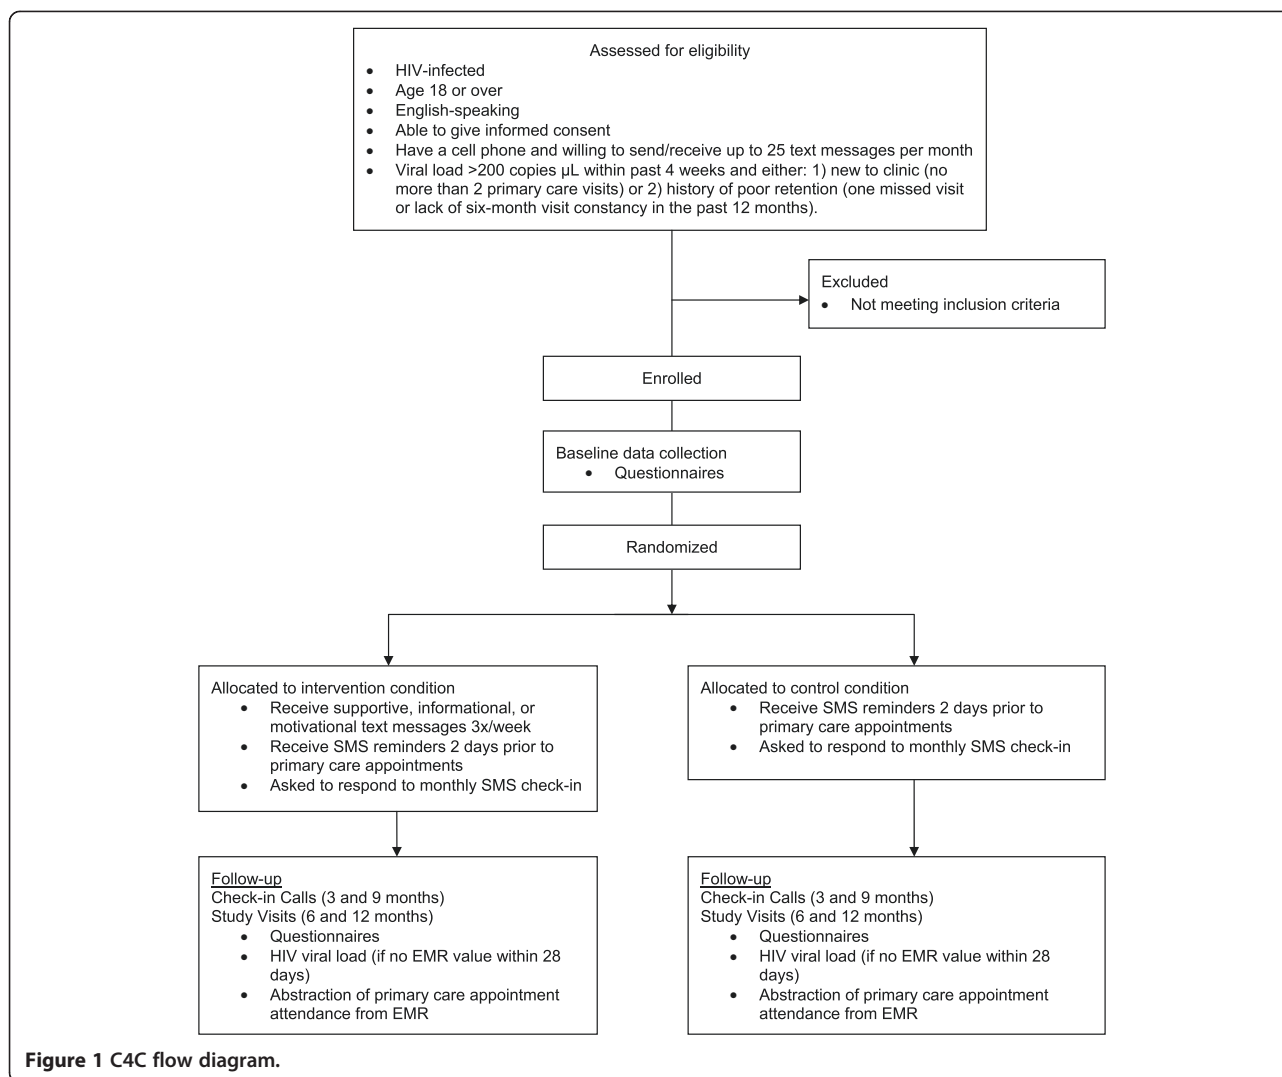 Assessed for eligibility
• HIV-infected
• Age 18 or over
• English-speaking
• Able to give informed consent
• Have a cell phone and willing to send/receive up to 25 text messages per month
• Viral load >200 copies µL within past 4 weeks and either: 1) new to clinic (no
more than 2 primary care visits) or 2) history of poor retention (one missed visit
or lack of six-month visit constancy in the past 12 months).
Excluded
• Not meeting inclusion criteria
Enrolled
Baseline data collection
• Questionnaires
Randomized
Allocated to intervention condition
• Receive supportive, informational, or
motivational text messages 3x/week
• Receive SMS reminders 2 days prior to
primary care appointments
• Asked to respond to monthly SMS check-in
Allocated to control condition
• Receive SMS reminders 2 days prior to
primary care appointments
• Asked to respond to monthly SMS check-in
Follow-up
Check-in Calls (3 and 9 months)
Study Visits (6 and 12 months)
• Questionnaires
• HIV viral load (if no EMR value within 28
days)
• Abstraction of primary care appointment
attendance from EMR
Follow-up
Check-in Calls (3 and 9 months)
Study Visits (6 and 12 months)
• Questionnaires
• HIV viral load (if no EMR value within 28
days)
• Abstraction of primary care appointment
attendance from EMR
Figure 1 C4C flow diagram.